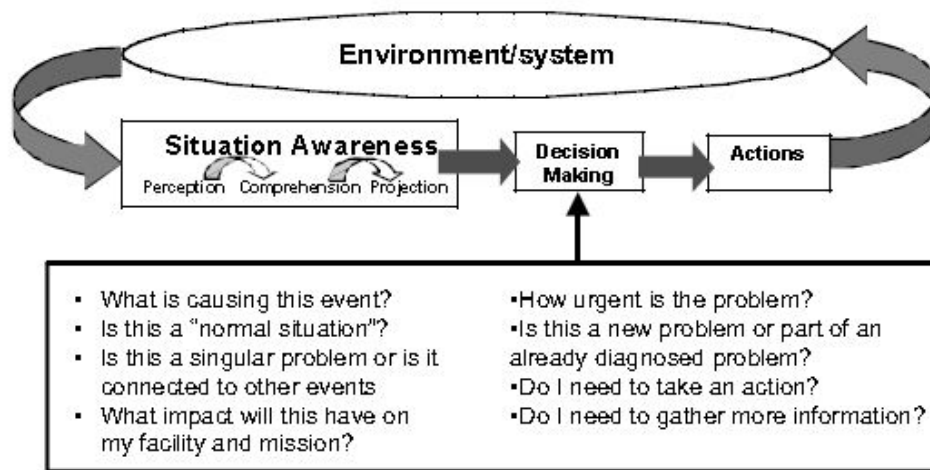 Environment/system
Situation Awareness
Perception Comprehension Projection
Decision
Making
Actions
▪ What is causing this event?
▪ Is this a "normal situation"?
▪ Is this a singular problem or is it
connected to other events
▪ What impact will this have on
my facility and mission?
▪How urgent is the problem?
▪Is this a new problem or part of an
already diagnosed problem?
▪Do I need to take an action?
▪Do I need to gather more information?